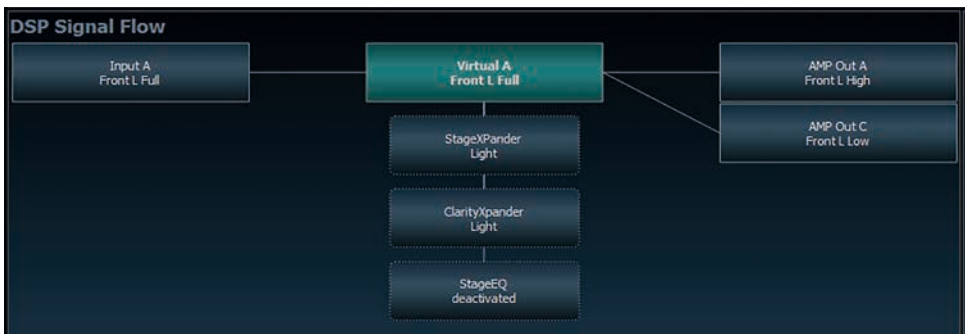 DSP Signal Flow
Input A
Front L Full
Virtual A
Front L Full
AMP Out A
Front L High
AMP Out C
Front L Low
StageXPander
Light
ClarityXpander
Light
StageEQ
deactivated